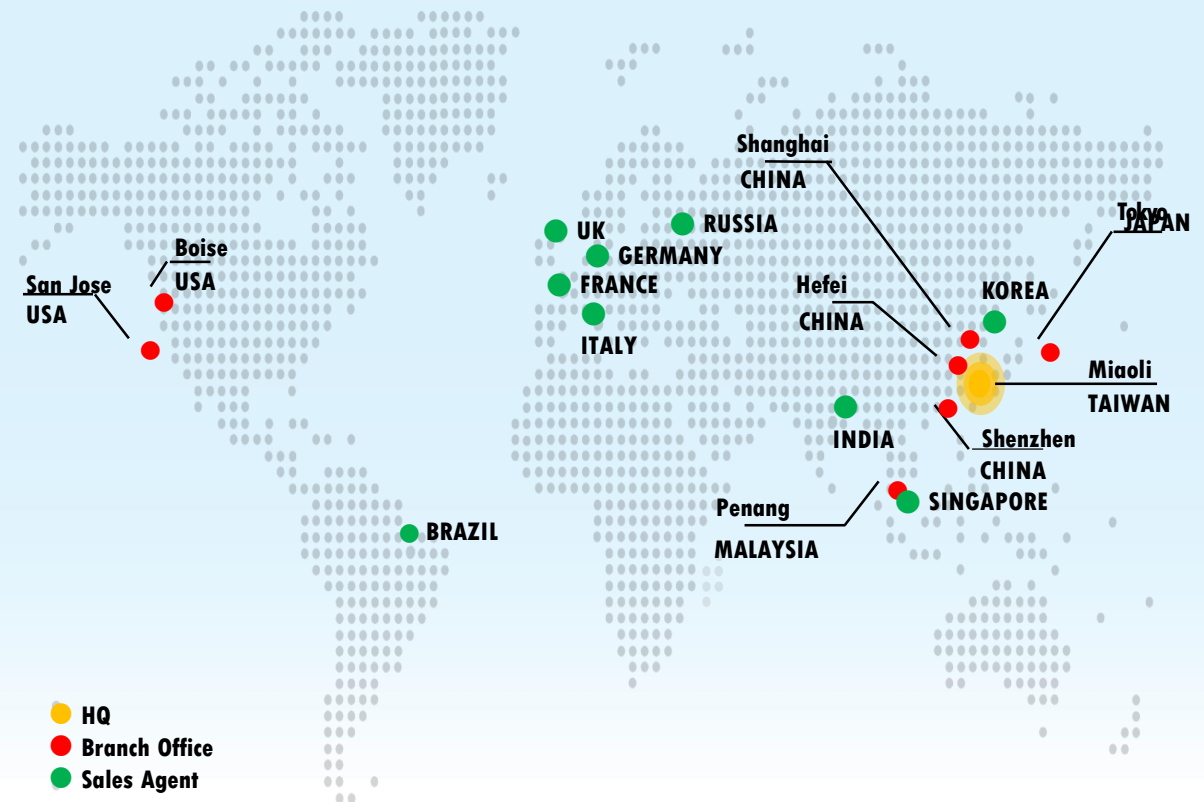 Shanghai
CHINA
Tokyo
JAPAN
UK
RUSSIA
GERMANY
FRANCE
ITALY
Boise
USA
San Jose
USA
Hefei
CHINA
KOREA
Miaoli
TAIWAN
INDIA
Shenzhen
CHINA
Penang
MALAYSIA
SINGAPORE
BRAZIL
HQ
Branch Office
Sales Agent